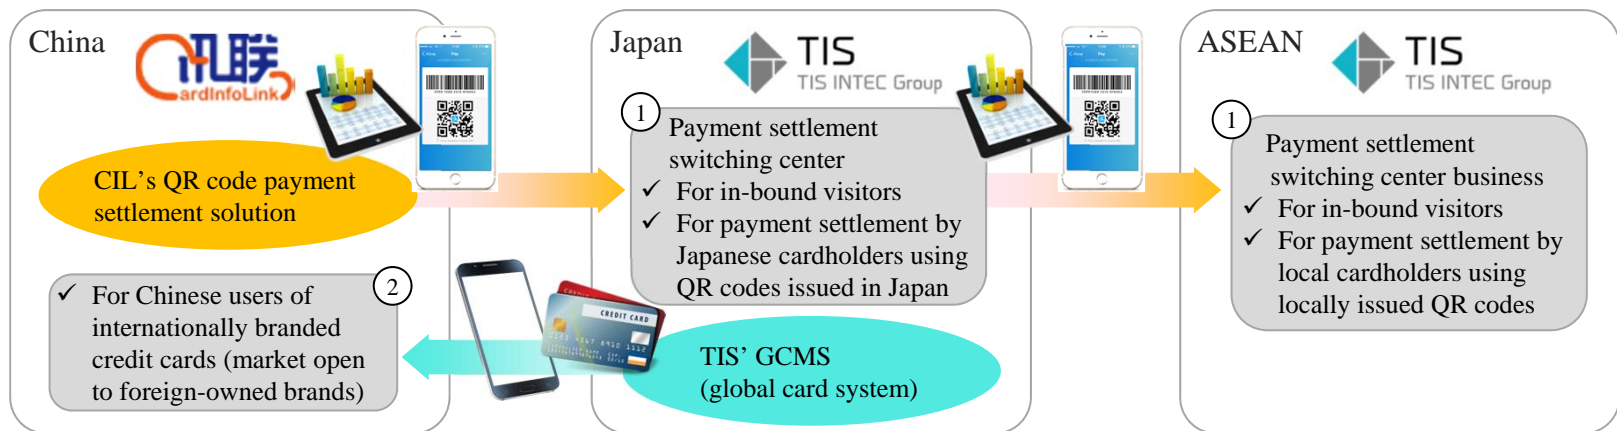 China
讯联
CardInfoLink
CIL's QR code payment
settlement solution
2
✓ For Chinese users of
internationally branded
credit cards (market open
to foreign-owned brands)
Japan
TIS
TIS INTEC Group
1
Payment settlement
switching center
✓ For in-bound visitors
✓ For payment settlement by
Japanese cardholders using
QR codes issued in Japan
CREDIT CARD
TIS' GCMS
(global card system)
ASEAN
TIS
TIS INTEC Group
1
Payment settlement
switching center business
✓ For in-bound visitors
✓ For payment settlement by
local cardholders using
locally issued QR codes